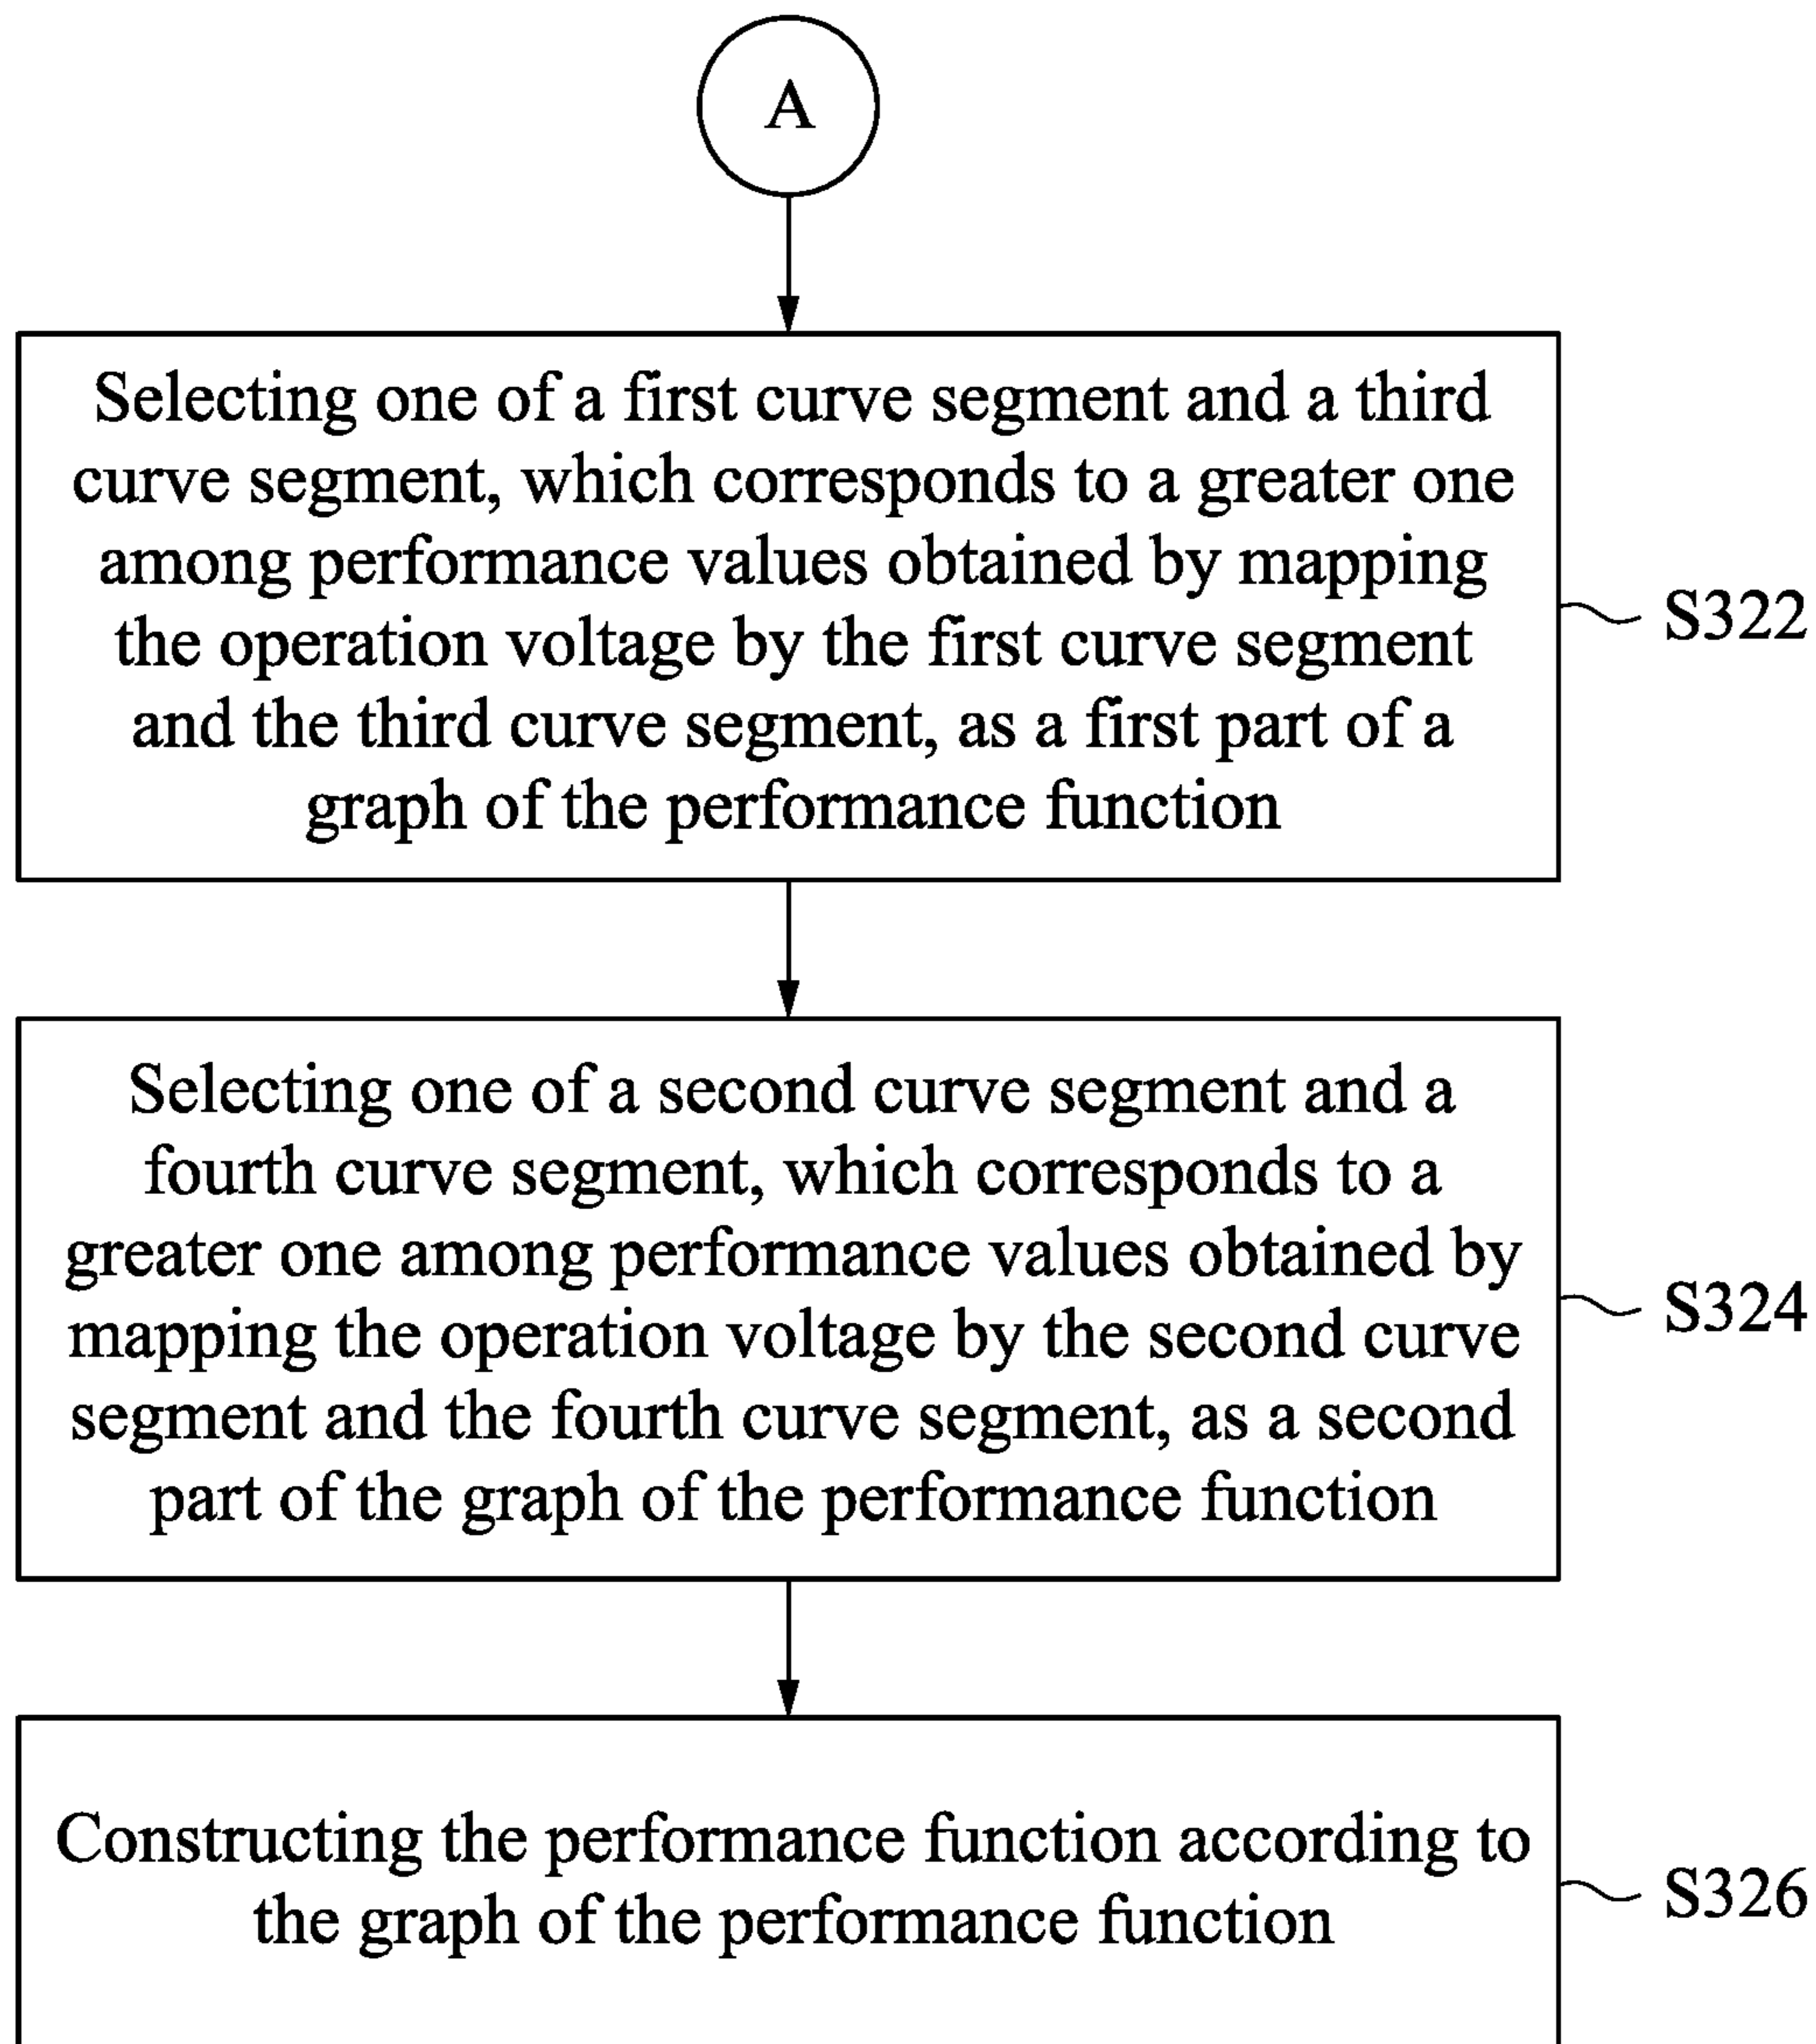 A
Selecting one of a first curve segment and a third
curve segment, which corresponds to a greater one
among performance values obtained by mapping
the operation voltage by the first curve segment
and the third curve segment, as a first part of a
graph of the performance function
S322
Selecting one of a second curve segment and a
fourth curve segment, which corresponds to a
greater one among performance values obtained by
mapping the operation voltage by the second curve
segment and the fourth curve segment, as a second
part of the graph of the performance function
S324
Constructing the performance function according to
the graph of the performance function
S326